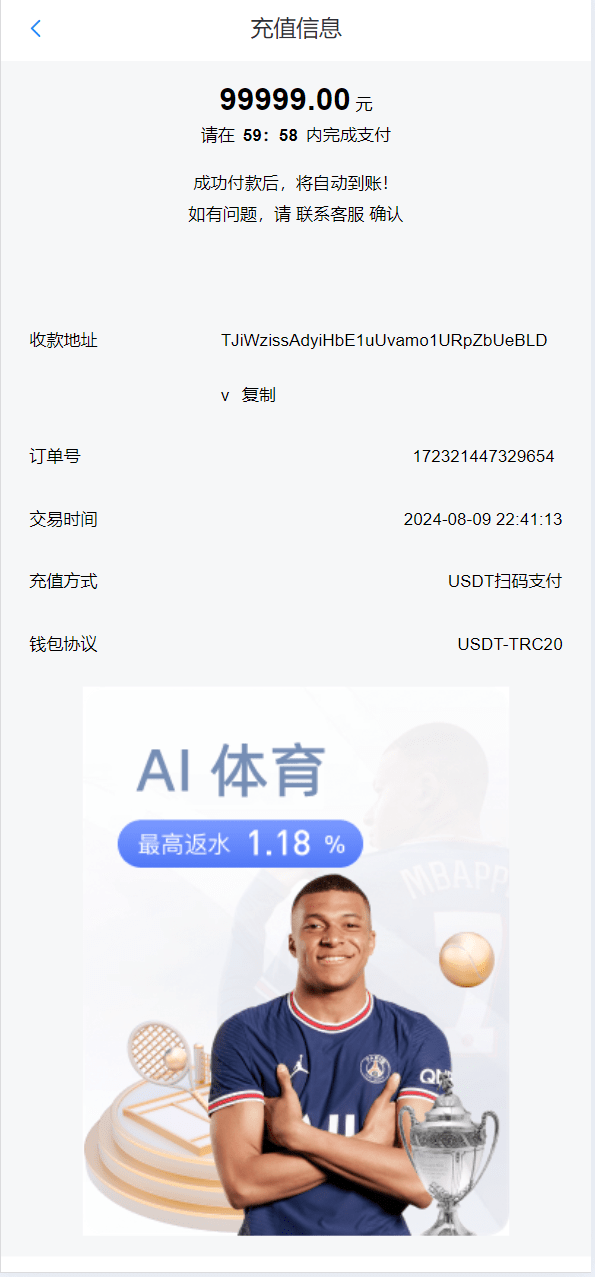 充值信息
99999.00 元
请在 59：58 内完成支付
成功付款后，将自动到账！
如有问题，请 联系客服 确认
收款地址 TJiWzissAdyiHbE1uUvamo1URpZbUeBLD
v 复制
订单号 172321447329654
交易时间 2024-08-09 22:41:13
充值方式 USDT扫码支付
钱包协议 USDT-TRC20
AI 体育
最高返水 1.18 %
MBAPP
PARIS